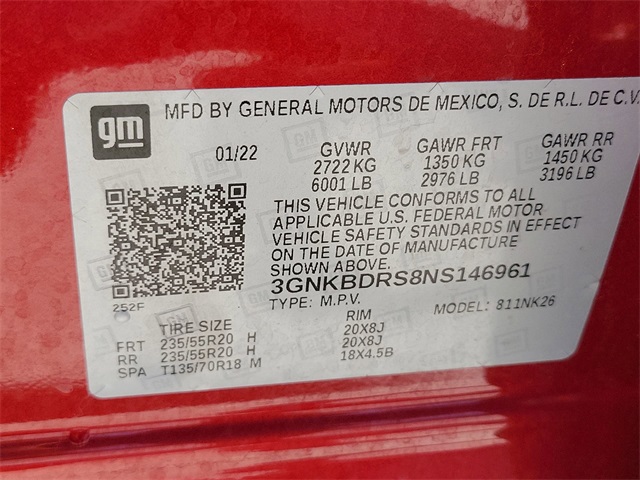 gm
MFD BY GENERAL MOTORS DE MEXICO, S. DE R.L. DE C.V.
01/22
GVWR
2722 KG
6001 LB
GAWR FRT
1350 KG
2976 LB
GAWR RR
1450 KG
3196 LB
THIS VEHICLE CONFORMS TO ALL
APPLICABLE U.S. FEDERAL MOTOR
VEHICLE SAFETY STANDARDS IN EFFECT
ON THE DATE OF MANUFACTURE
SHOWN ABOVE.
3GNKBDRS8NS146961
252F
TYPE: M.P.V.
MODEL: 811NK26
TIRE SIZE RIM
FRT 235/55R20 H 20X8J
RR 235/55R20 H 20X8J
SPA T135/70R18 M 18X4.5B